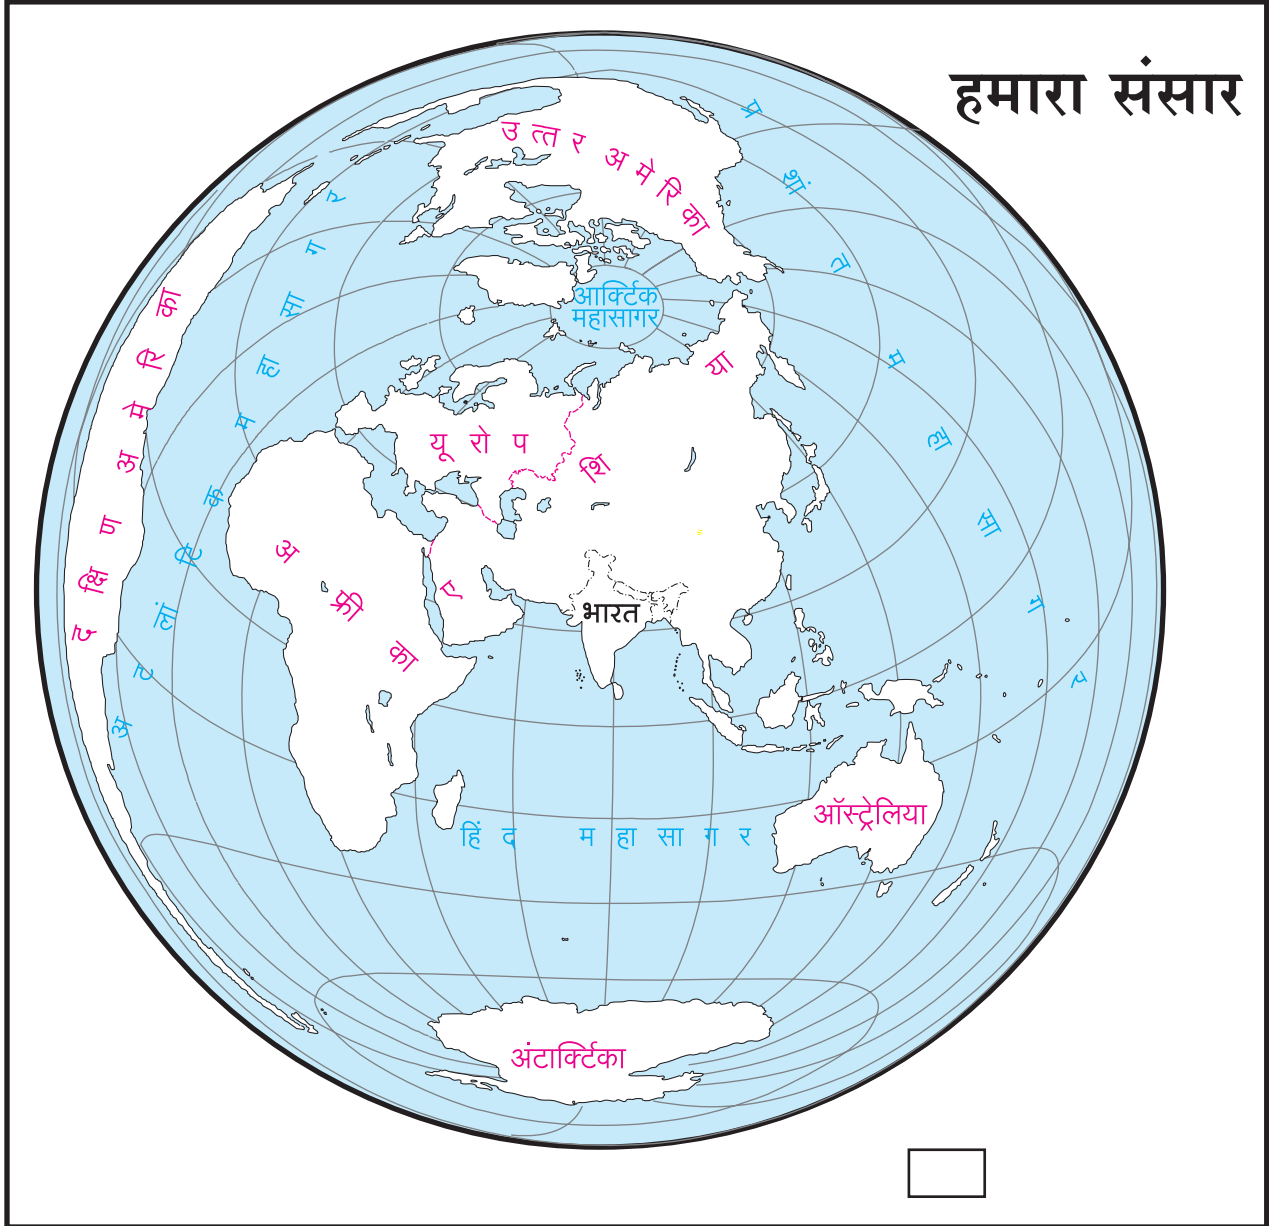 हमारा संसार
उत्तर अमेरिका
प्रशांत महासागर
आर्क्टिक
महासागर
दक्षिण अमेरिका
अटलांटिक महासागर
यूरोप
एशिया
अफ्रीका
भारत
ऑस्ट्रेलिया
हिंद महासागर
अंटार्क्टिका